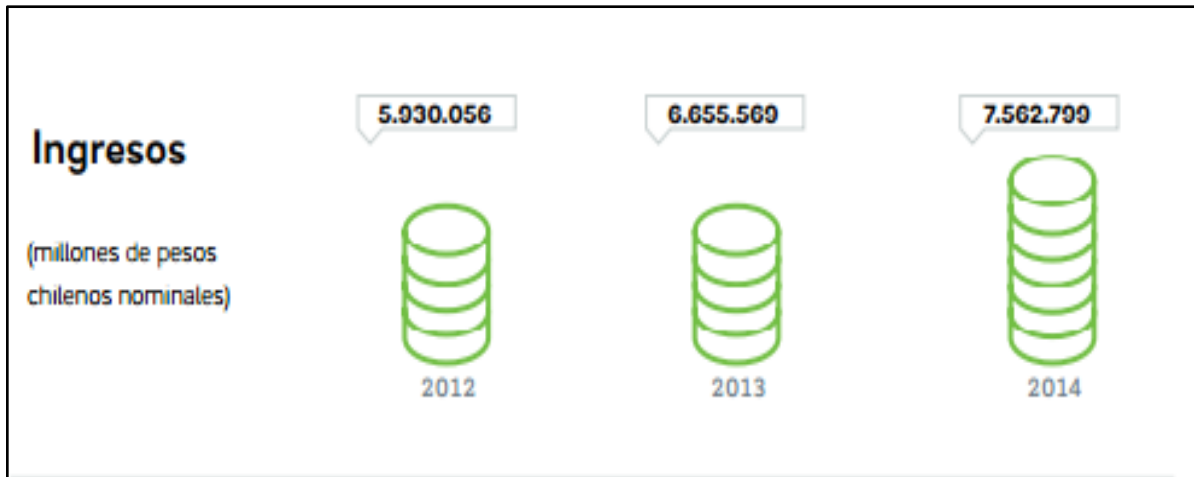 5.930.056 6.655.569 7.562.799
Ingresos
(millones de pesos
chilenos nominales)
2012 2013 2014